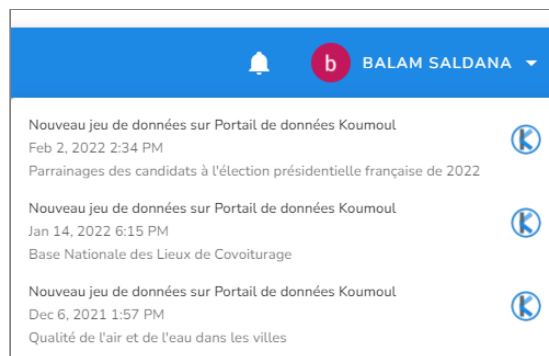 b BALAM SALDANA
Nouveau jeu de données sur Portail de données Koumoul
Feb 2, 2022 2:34 PM
Parrainages des candidats à l'élection présidentielle française de 2022
Nouveau jeu de données sur Portail de données Koumoul
Jan 14, 2022 6:15 PM
Base Nationale des Lieux de Covoiturage
Nouveau jeu de données sur Portail de données Koumoul
Dec 6, 2021 1:57 PM
Qualité de l'air et de l'eau dans les villes